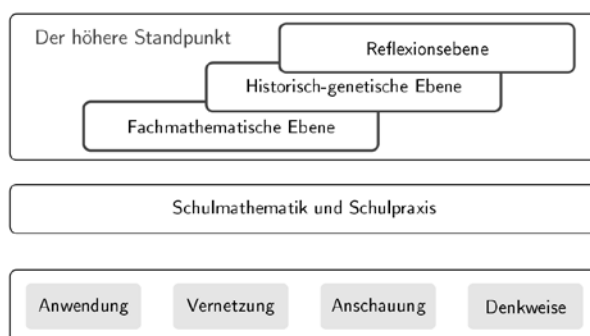 Der höhere Standpunkt
Reflexionsebene
Historisch-genetische Ebene
Fachmathematische Ebene
Schulmathematik und Schulpraxis
Anwendung Vernetzung Anschauung Denkweise